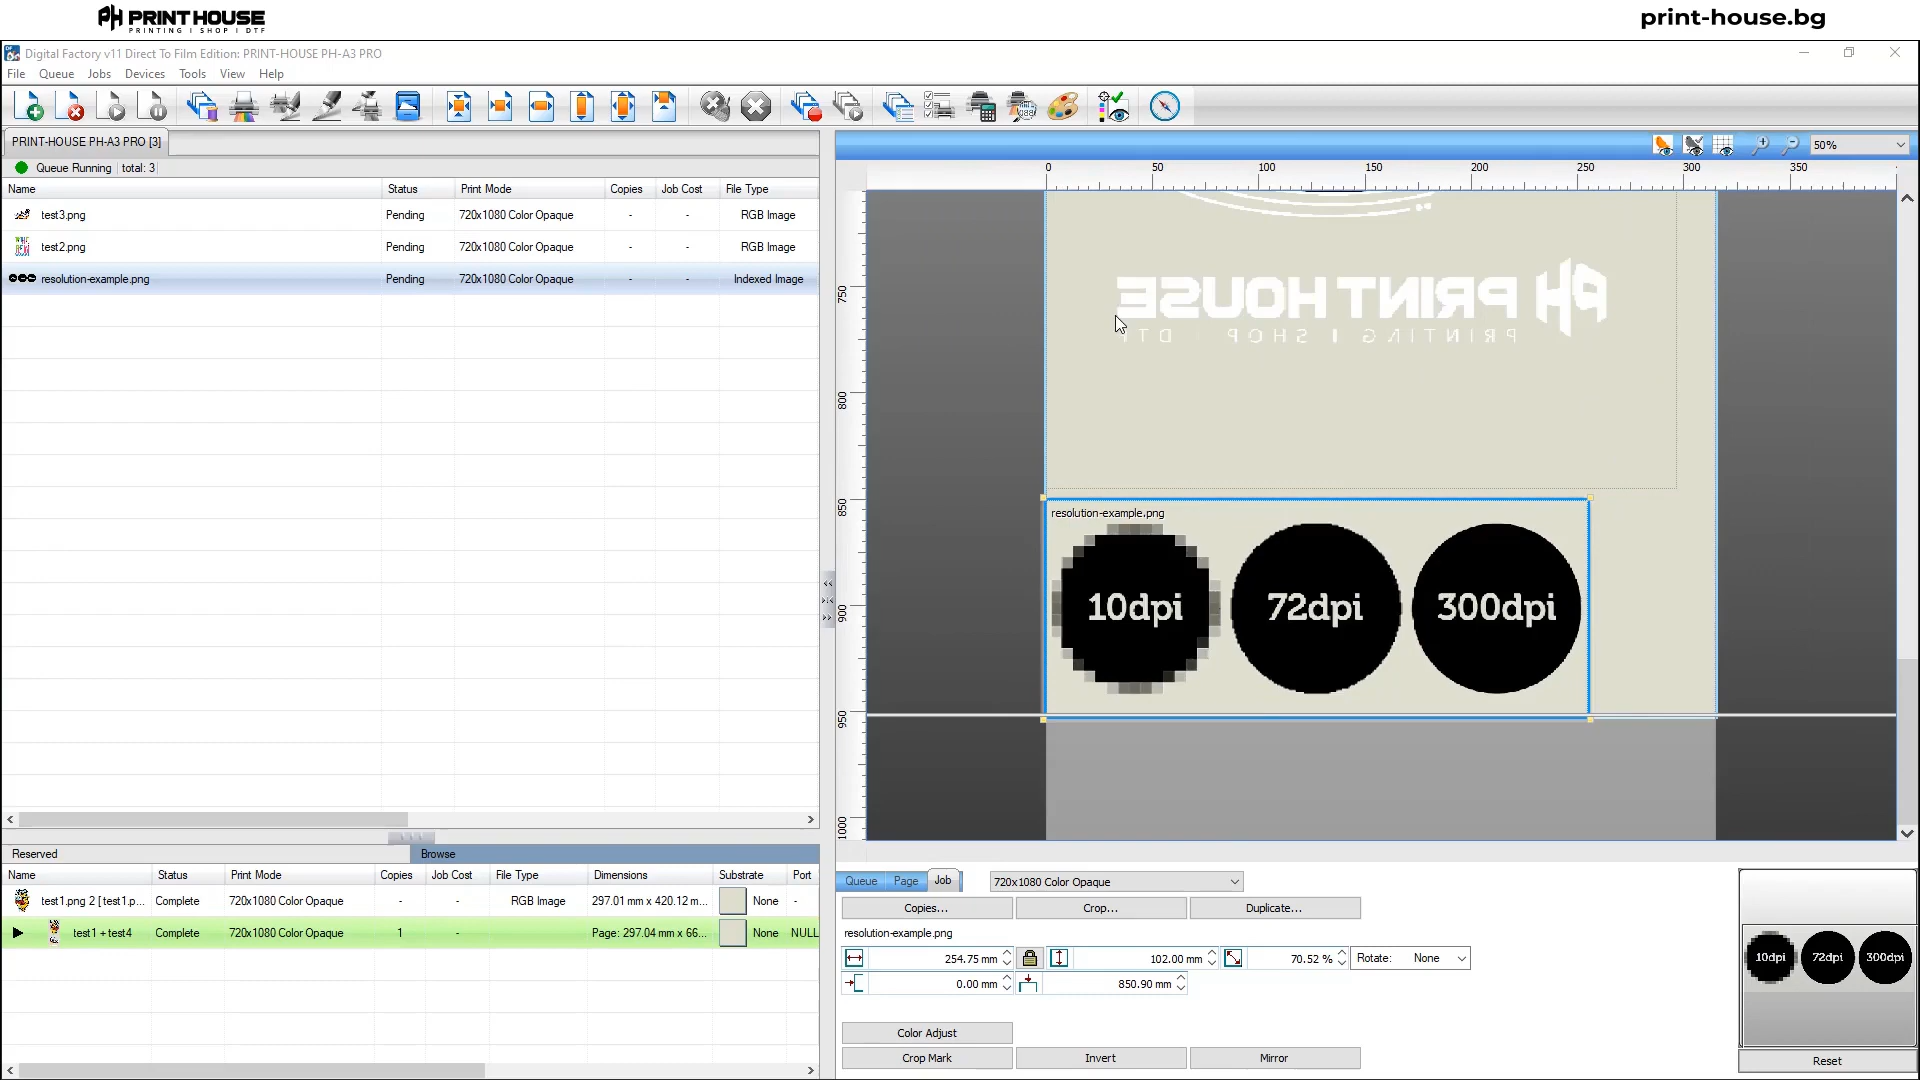 PH PRINT HOUSE
PRINTING | SHOP | DTF
print-house.bg
Digital Factory v11 Direct To Film Edition: PRINT-HOUSE PH-A3 PRO
File Queue Jobs Devices Tools View Help
PRINT-HOUSE PH-A3 PRO [3]
Queue Running total: 3
Name Status Print Mode Copies Job Cost File Type
test3.png Pending 720x1080 Color Opaque - - RGB Image
test2.png Pending 720x1080 Color Opaque - - RGB Image
resolution-example.png Pending 720x1080 Color Opaque - - Indexed Image
50%
0 50 100 150 200 250 300 350
750
800
850
900
950
1000
PH PRINT HOUSE
PRINTING | SHOP | DTF
resolution-example.png
10dpi 72dpi 300dpi
Reserved Browse
Name Status Print Mode Copies Job Cost File Type Dimensions Substrate Port
test1.png 2 [ test1.p... Complete 720x1080 Color Opaque - - RGB Image 297.01 mm x 420.12 m... None -
test1 + test4 Complete 720x1080 Color Opaque 1 - Page: 297.04 mm x 66... None NULL
Queue Page Job 720x1080 Color Opaque
Copies... Crop... Duplicate...
resolution-example.png
254.75 mm 102.00 mm 70.52 % Rotate: None
0.00 mm 850.90 mm
Color Adjust
Crop Mark Invert Mirror
10dpi 72dpi 300dpi
Reset